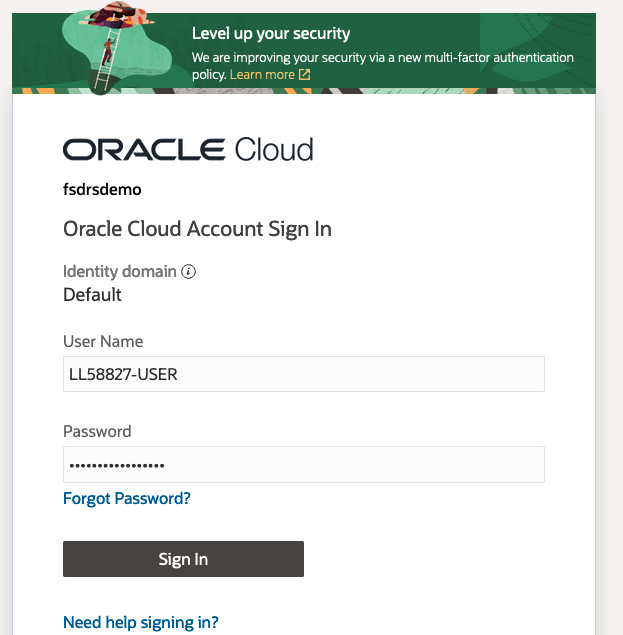 Level up your security
We are improving your security via a new multi-factor authentication
policy. Learn more
ORACLE Cloud
fsdrsdemo
Oracle Cloud Account Sign In
Identity domain
Default
User Name
LL58827-USER
Password
•••••••••••••••••
Forgot Password?
Sign In
Need help signing in?